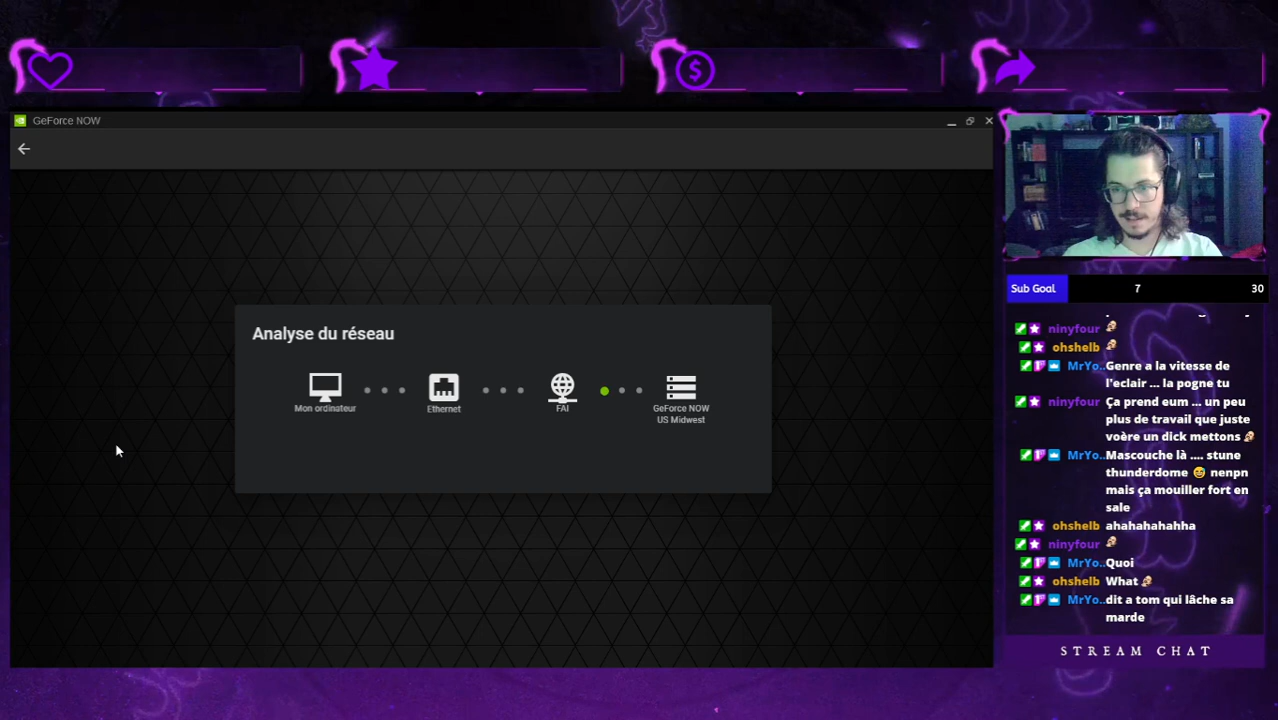 GeForce NOW
Analyse du réseau
Mon ordinateur
Ethernet
FAI
GeForce NOW
US Midwest
Sub Goal 7 30
ninyfour
ohshelb
MrYo.. Genre a la vitesse de
l'eclair ... la pogne tu
ninyfour Ça prend eum ... un peu
plus de travail que juste
voère un dick mettons
MrYo.. Mascouche là .... stune
thunderdome nenpn
mais ça mouiller fort en
sale
ohshelb ahahahahahha
ninyfour
MrYo.. Quoi
ohshelb What
MrYo.. dit a tom qui lâche sa
marde
STREAM CHAT